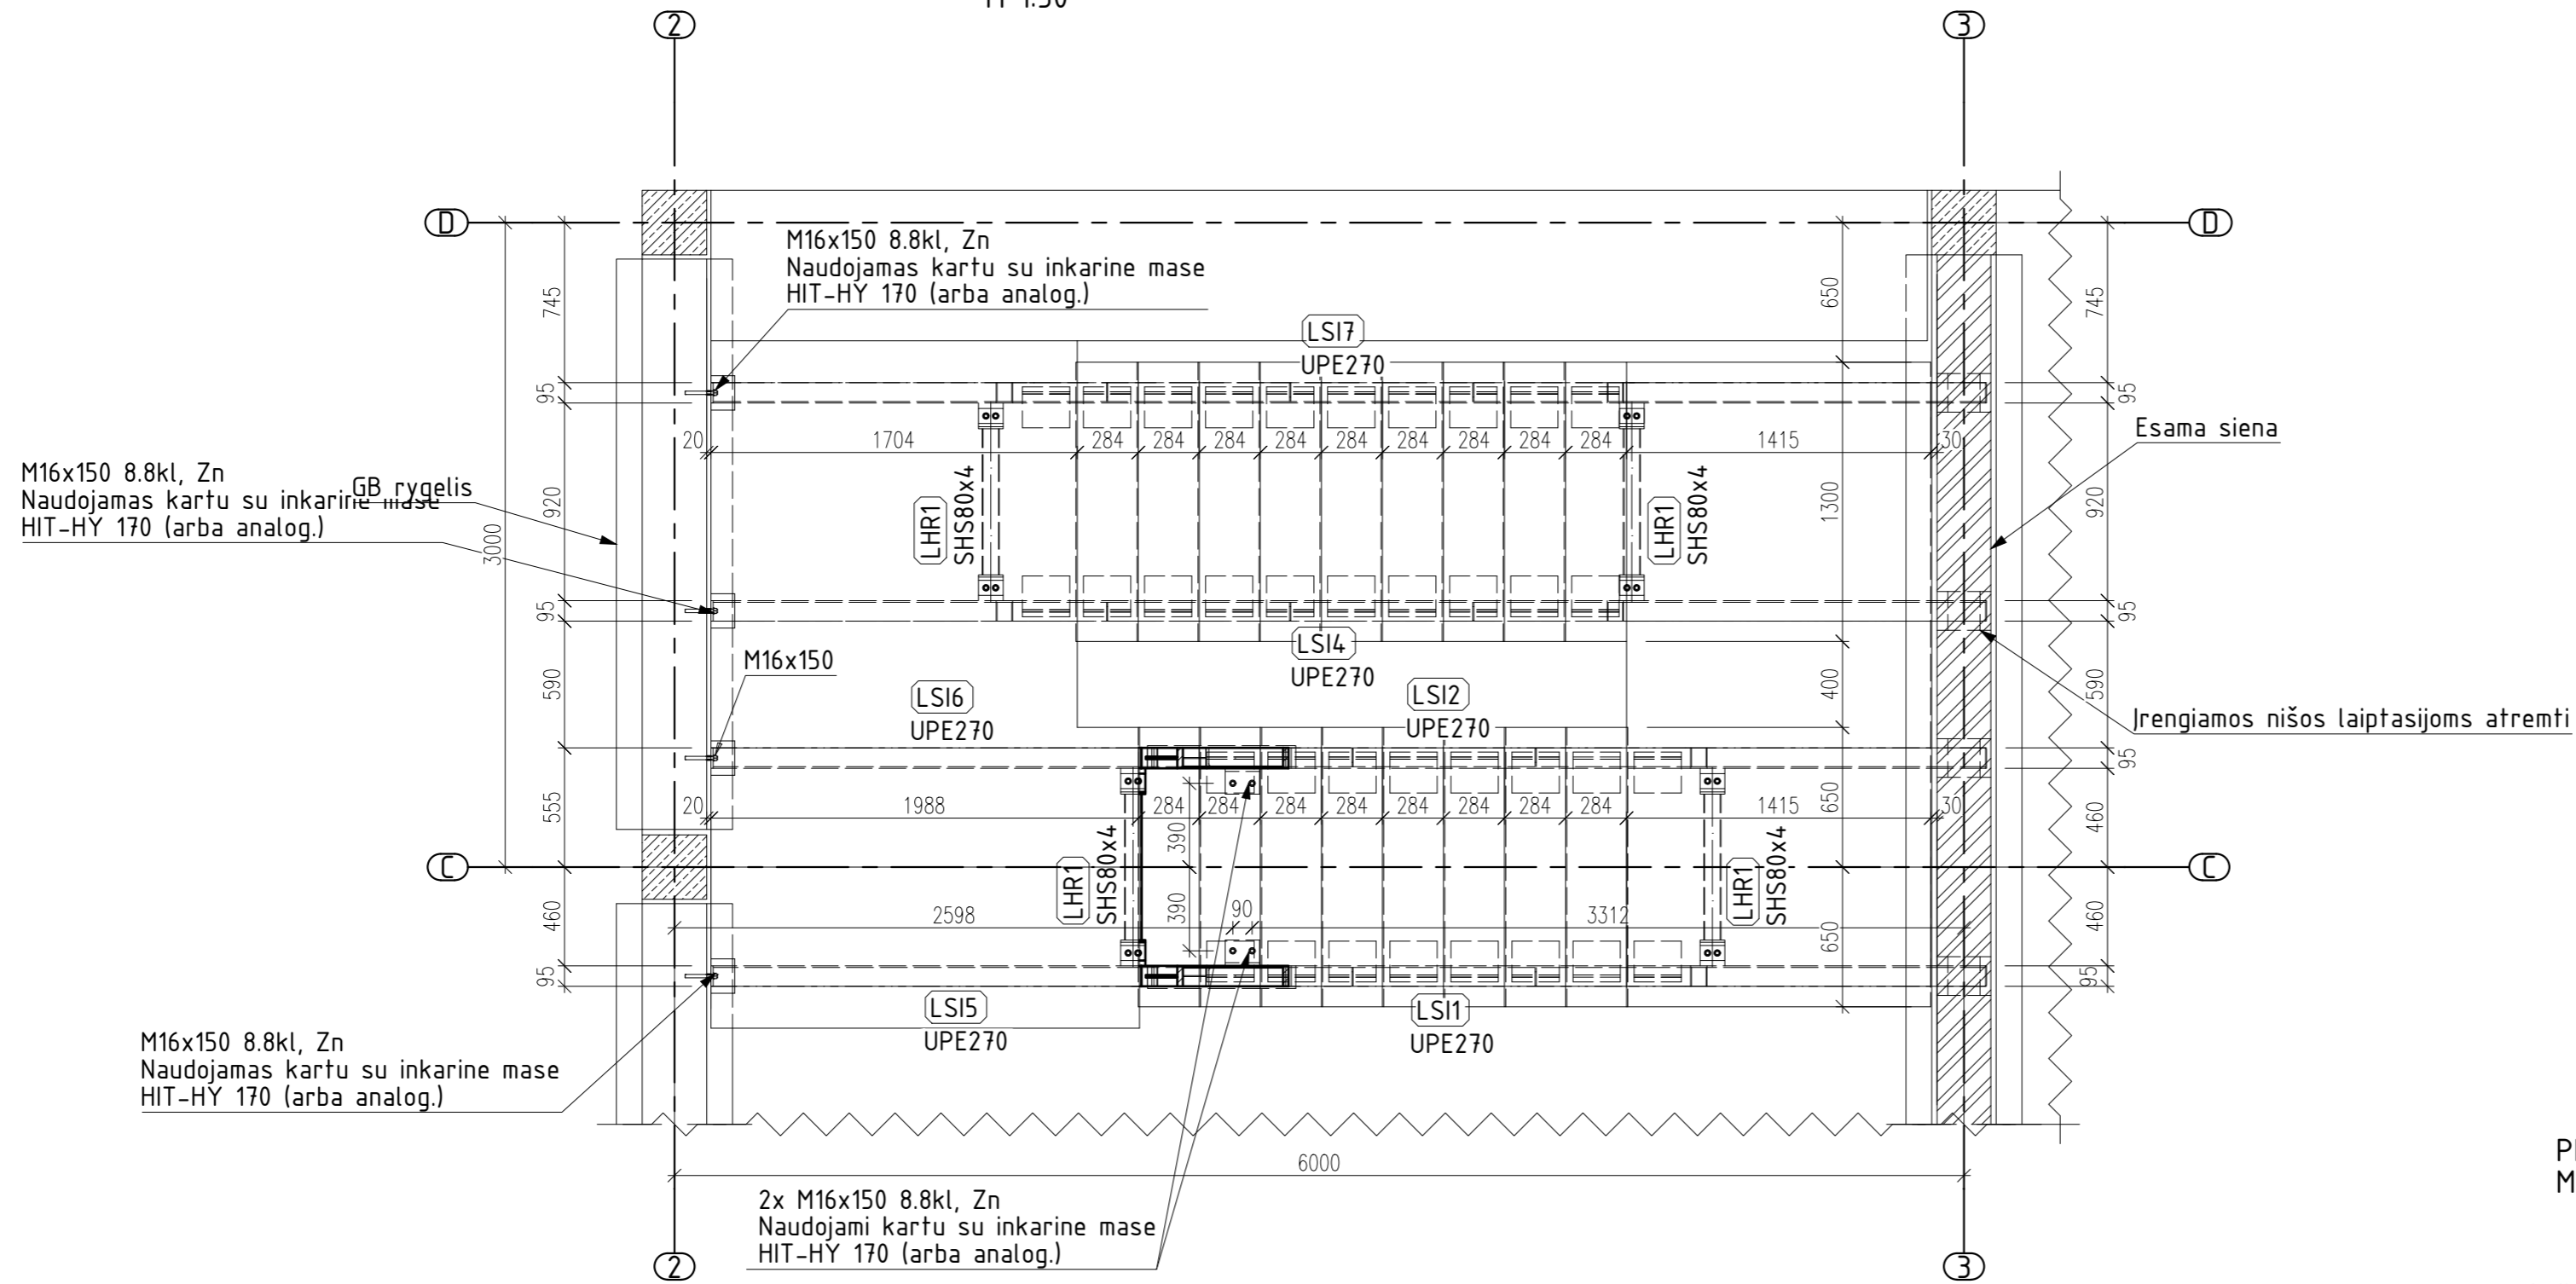 2
3
D
D
M16x150 8.8kl, Zn
Naudojamas kartu su inkarine mase
HIT-HY 170 (arba analog.)
745
650
745
LSI7
UPE270
95
95
20
1704
284
284
284
284
284
284
284
284
284
1415
30
Esama siena
M16x150 8.8kl, Zn
Naudojamas kartu su inkarine mase
HIT-HY 170 (arba analog.)
GB rygelis
3000
920
LHR1
SHS80x4
LHR1
SHS80x4
1300
920
95
95
LSI4
UPE270
M16x150
590
LSI6
UPE270
LSI2
UPE270
400
590
Įrengiamos nišos laiptasijoms atremti
95
20
1988
284
284
284
284
284
284
284
284
1415
30
555
390
650
460
C
C
LHR1
SHS80x4
LHR1
SHS80x4
460
2598
390
90
3312
650
460
95
95
LSI5
UPE270
LSI1
UPE270
M16x150 8.8kl, Zn
Naudojamas kartu su inkarine mase
HIT-HY 170 (arba analog.)
6000
2x M16x150 8.8kl, Zn
Naudojami kartu su inkarine mase
HIT-HY 170 (arba analog.)
2
3